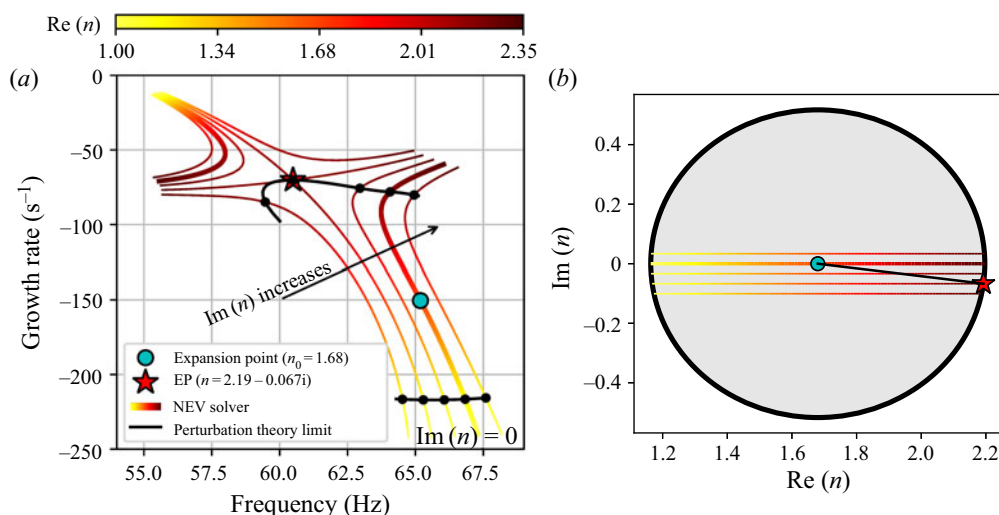 Re (n)
1.00 1.34 1.68 2.01 2.35
(a)
0
−50
−100
−150
−200
−250
Growth rate (s⁻¹)
Im (n) increases
Expansion point (n₀ = 1.68)
EP (n = 2.19 – 0.067i)
NEV solver
Perturbation theory limit
Im (n) = 0
55.0 57.5 60.0 62.5 65.0 67.5
Frequency (Hz)
(b)
0.4
0.2
0
−0.2
−0.4
Im (n)
1.2 1.4 1.6 1.8 2.0 2.2
Re (n)